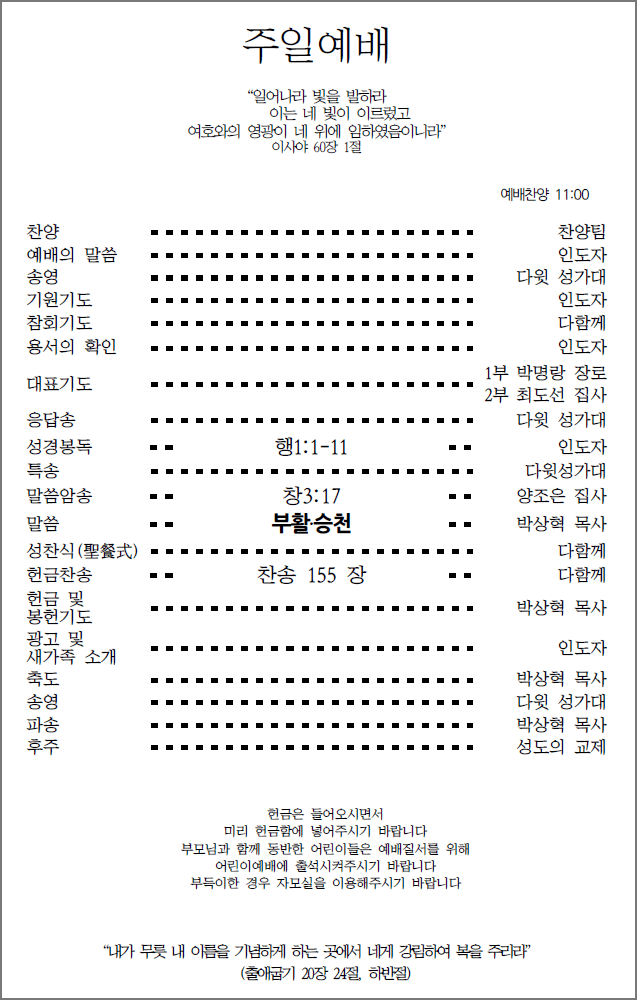 주일예배
“일어나라 빛을 발하라
이는 네 빛이 이르렀고
여호와의 영광이 네 위에 임하였음이니라”
이사야 60장 1절
예배찬양 11:00
찬양 찬양팀
예배의 말씀 인도자
송영 다윗 성가대
기원기도 인도자
참회기도 다함께
용서의 확인 인도자
대표기도 1부 박명랑 장로
2부 최도선 집사
응답송 다윗 성가대
성경봉독 행1:1-11 인도자
특송 다윗성가대
말씀암송 창3:17 양조은 집사
말씀 부활·승천 박상혁 목사
성찬식(聖餐式) 다함께
헌금찬송 찬송 155 장 다함께
헌금 및
봉헌기도 박상혁 목사
광고 및
새가족 소개 인도자
축도 박상혁 목사
송영 다윗 성가대
파송 박상혁 목사
후주 성도의 교제
헌금은 들어오시면서
미리 헌금함에 넣어주시기 바랍니다
부모님과 함께 동반한 어린이들은 예배질서를 위해
어린이예배에 출석시켜주시기 바랍니다
부득이한 경우 자모실을 이용해주시기 바랍니다
“내가 무릇 내 이름을 기념하게 하는 곳에서 네게 강림하여 복을 주리라”
(출애굽기 20장 24절, 하반절)